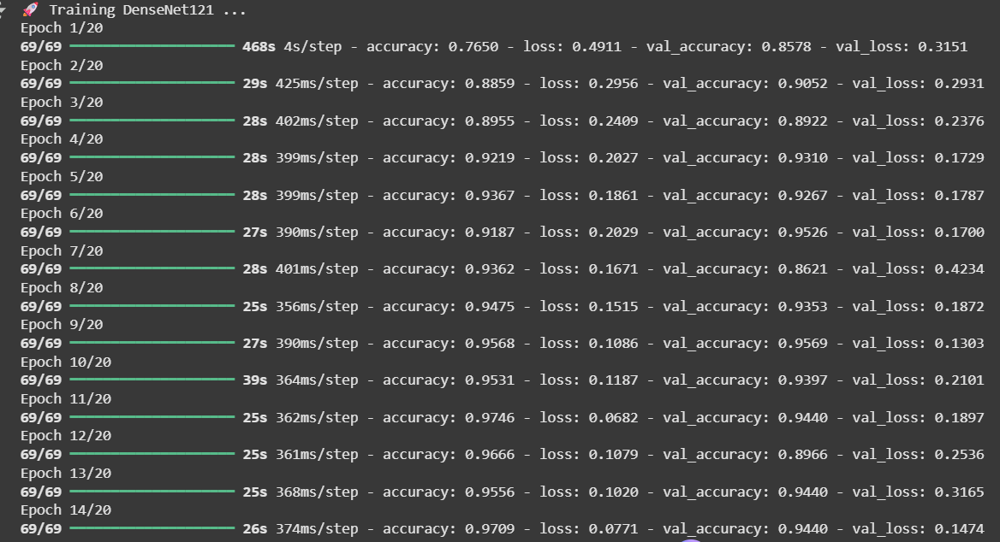 🚀 Training DenseNet121 ...
Epoch 1/20
69/69 ━━━━━━━━━━━━━━━━━━━━ 468s 4s/step - accuracy: 0.7650 - loss: 0.4911 - val_accuracy: 0.8578 - val_loss: 0.3151
Epoch 2/20
69/69 ━━━━━━━━━━━━━━━━━━━━ 29s 425ms/step - accuracy: 0.8859 - loss: 0.2956 - val_accuracy: 0.9052 - val_loss: 0.2931
Epoch 3/20
69/69 ━━━━━━━━━━━━━━━━━━━━ 28s 402ms/step - accuracy: 0.8955 - loss: 0.2409 - val_accuracy: 0.8922 - val_loss: 0.2376
Epoch 4/20
69/69 ━━━━━━━━━━━━━━━━━━━━ 28s 399ms/step - accuracy: 0.9219 - loss: 0.2027 - val_accuracy: 0.9310 - val_loss: 0.1729
Epoch 5/20
69/69 ━━━━━━━━━━━━━━━━━━━━ 28s 399ms/step - accuracy: 0.9367 - loss: 0.1861 - val_accuracy: 0.9267 - val_loss: 0.1787
Epoch 6/20
69/69 ━━━━━━━━━━━━━━━━━━━━ 27s 390ms/step - accuracy: 0.9187 - loss: 0.2029 - val_accuracy: 0.9526 - val_loss: 0.1700
Epoch 7/20
69/69 ━━━━━━━━━━━━━━━━━━━━ 28s 401ms/step - accuracy: 0.9362 - loss: 0.1671 - val_accuracy: 0.8621 - val_loss: 0.4234
Epoch 8/20
69/69 ━━━━━━━━━━━━━━━━━━━━ 25s 356ms/step - accuracy: 0.9475 - loss: 0.1515 - val_accuracy: 0.9353 - val_loss: 0.1872
Epoch 9/20
69/69 ━━━━━━━━━━━━━━━━━━━━ 27s 390ms/step - accuracy: 0.9568 - loss: 0.1086 - val_accuracy: 0.9569 - val_loss: 0.1303
Epoch 10/20
69/69 ━━━━━━━━━━━━━━━━━━━━ 39s 364ms/step - accuracy: 0.9531 - loss: 0.1187 - val_accuracy: 0.9397 - val_loss: 0.2101
Epoch 11/20
69/69 ━━━━━━━━━━━━━━━━━━━━ 25s 362ms/step - accuracy: 0.9746 - loss: 0.0682 - val_accuracy: 0.9440 - val_loss: 0.1897
Epoch 12/20
69/69 ━━━━━━━━━━━━━━━━━━━━ 25s 361ms/step - accuracy: 0.9666 - loss: 0.1079 - val_accuracy: 0.8966 - val_loss: 0.2536
Epoch 13/20
69/69 ━━━━━━━━━━━━━━━━━━━━ 25s 368ms/step - accuracy: 0.9556 - loss: 0.1020 - val_accuracy: 0.9440 - val_loss: 0.3165
Epoch 14/20
69/69 ━━━━━━━━━━━━━━━━━━━━ 26s 374ms/step - accuracy: 0.9709 - loss: 0.0771 - val_accuracy: 0.9440 - val_loss: 0.1474